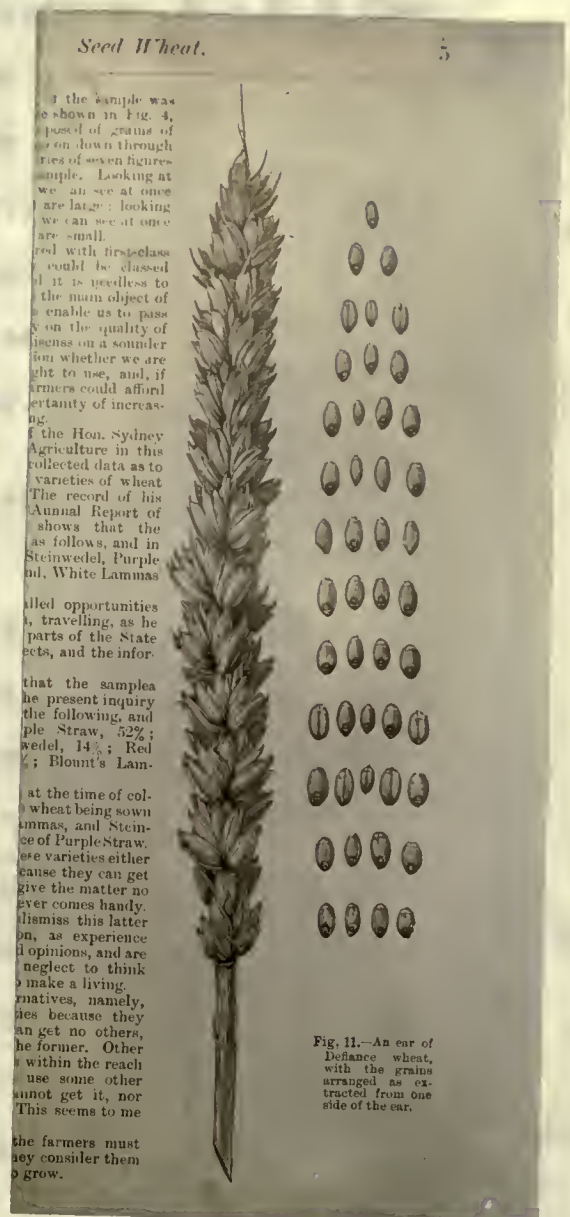 Seed Wheat. 5
the sample was
shown in Fig. 4,
posed of grains of
on down through
ries of seven figures
ample. Looking at
we an see at once
are large: looking
we can see at once
are small.
red with first-class
could be classed
it is needless to
the main object of
enable us to pass
on the quality of
discuss on a sounder
ion whether we are
ght to use, and, if
rmers could afford
ertainty of increas-
ng.
the Hon. Sydney
Agriculture in this
collected data as to
varieties of wheat
The record of his
Annual Report of
shows that the
as follows, and in
Steinwedel, Purple
nd, White Lammas
lled opportunities
, travelling, as he
parts of the State
ects, and the infor-
that the samples
he present inquiry
the following, and
ple Straw, 52%;
wedel, 14%; Red
%; Blount's Lam-
at the time of col-
wheat being sown
ammas, and Stein-
ce of Purple Straw.
ese varieties either
cause they can get
give the matter no
ever comes handy.
dismiss this latter
on, as experience
d opinions, and are
neglect to think
make a living.
rnatives, namely,
ies because they
an get no others,
he former. Other
within the reach
use some other
annot get it, nor
This seems to me
the farmers must
hey consider them
o grow.
Fig. 11.—An ear of
Defiance wheat,
with the grains
arranged as ex-
tracted from one
side of the ear.